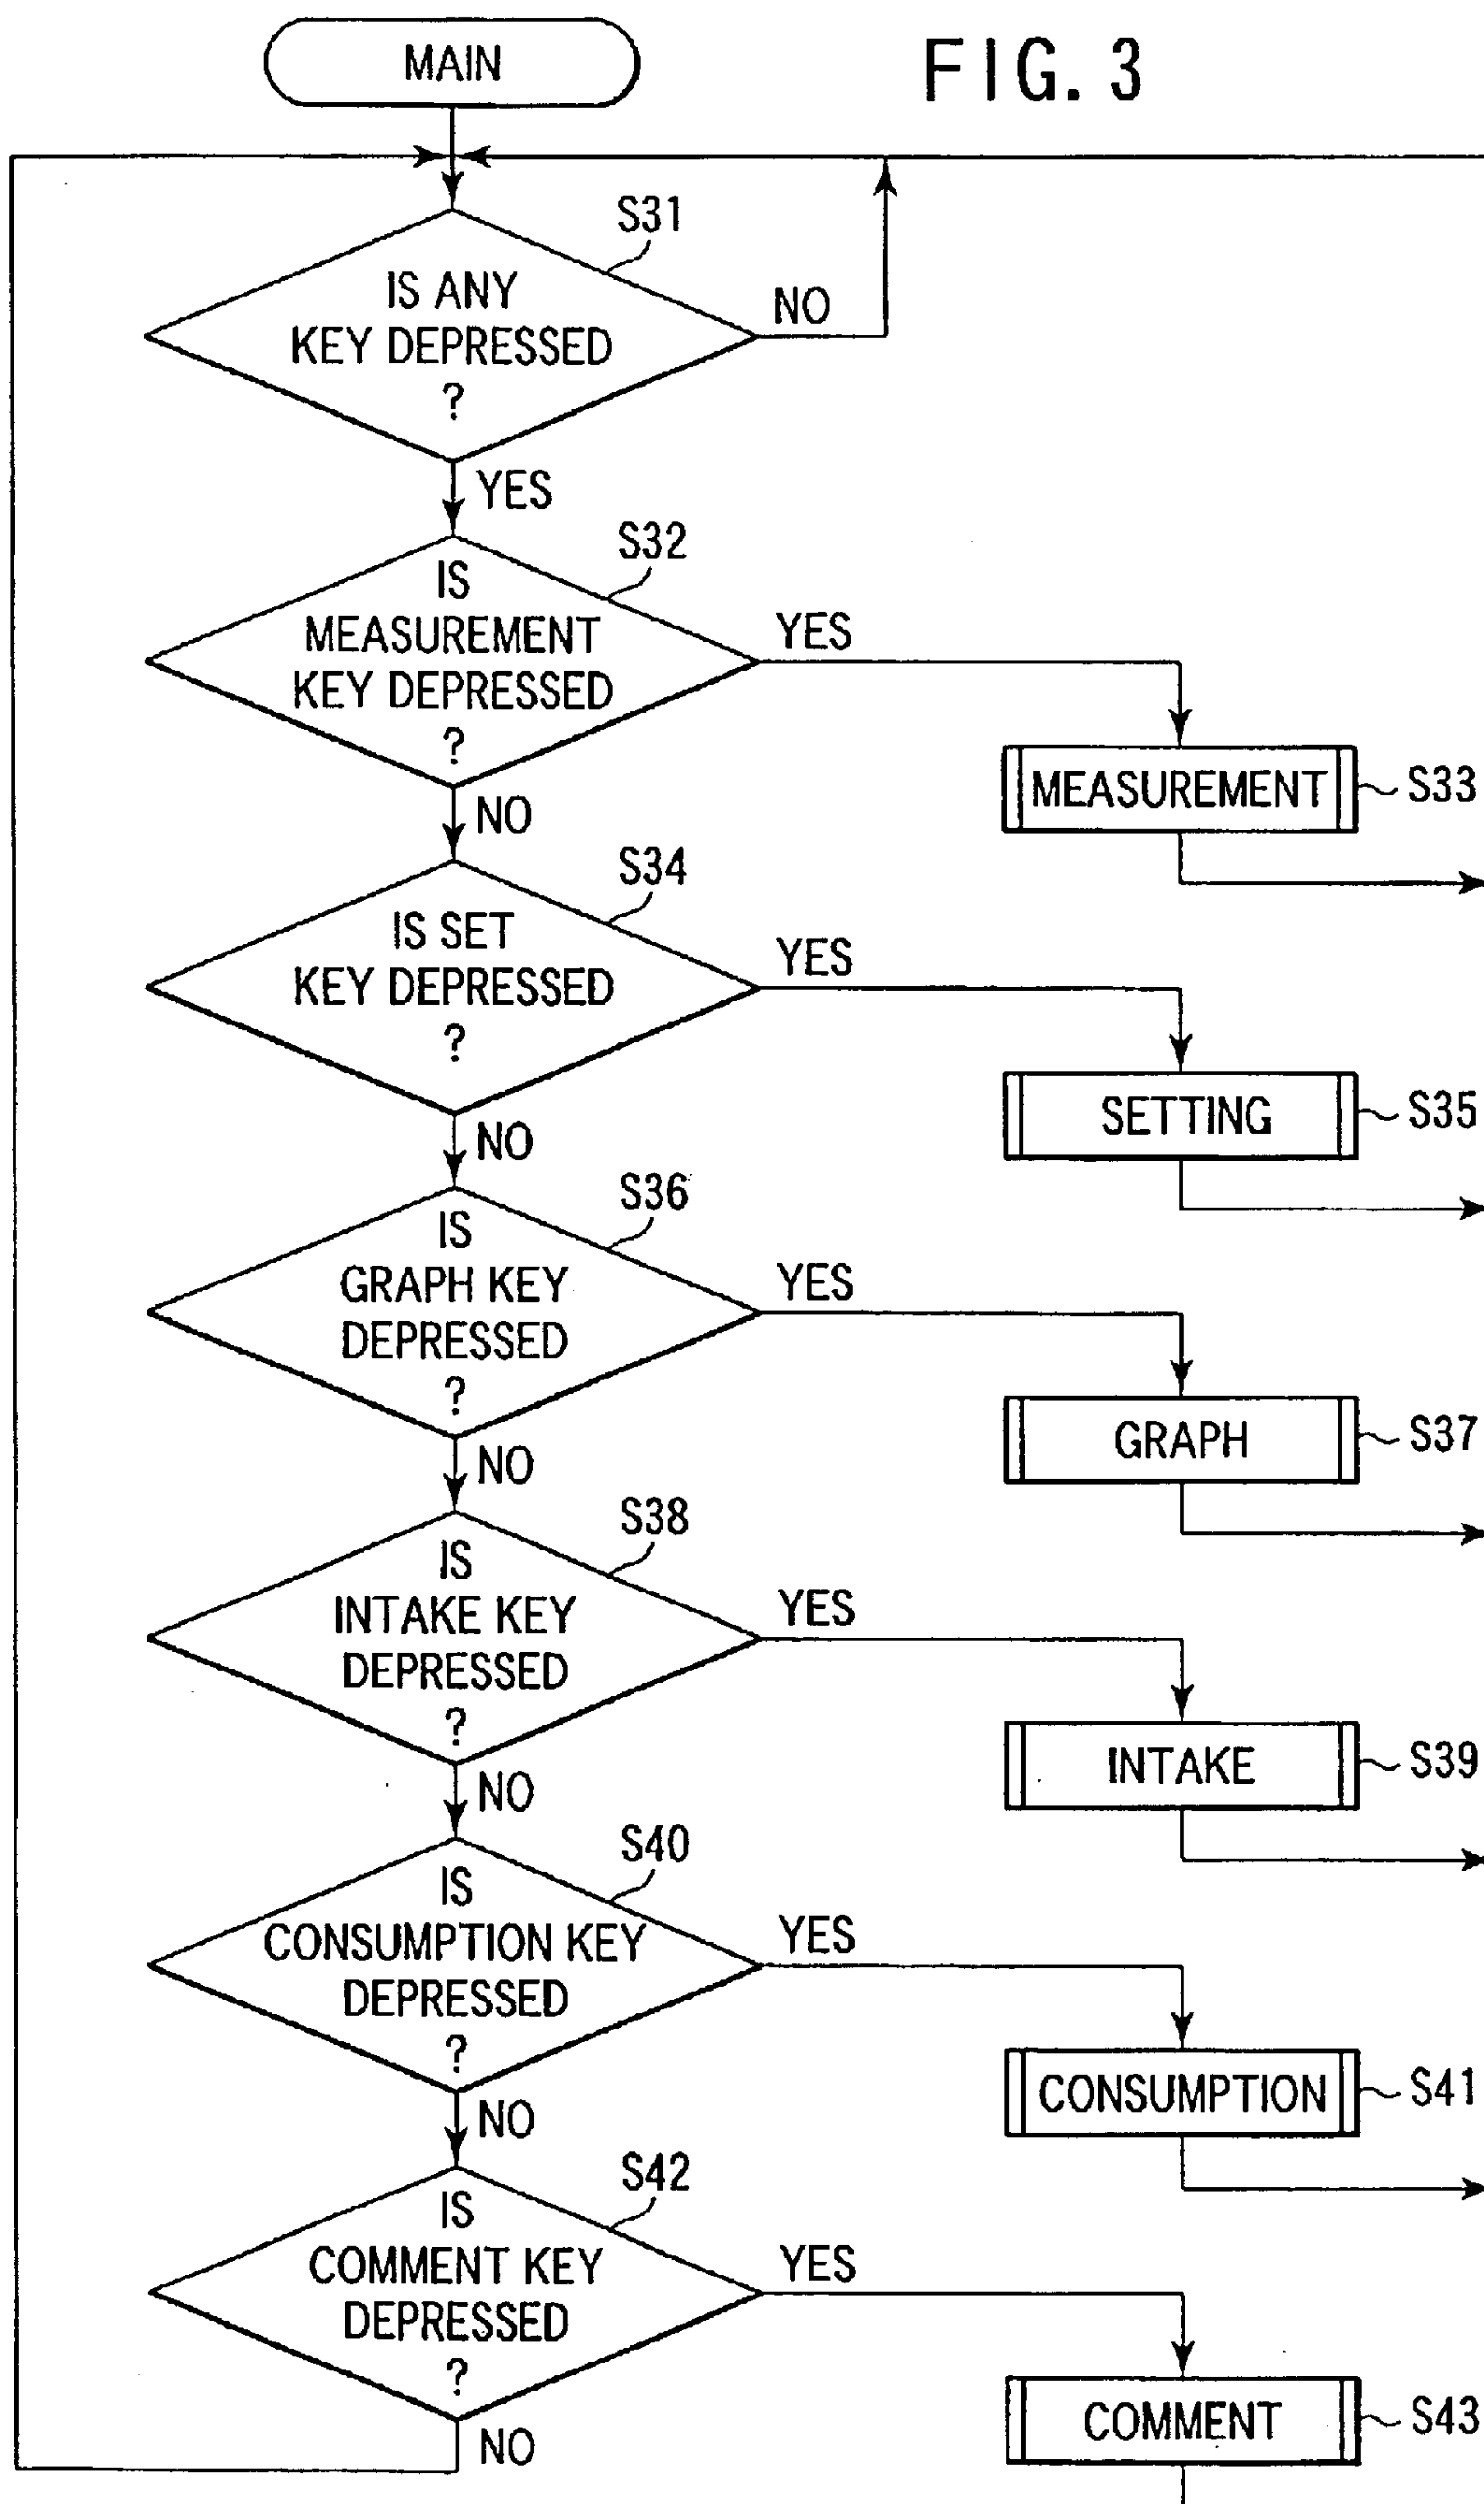 MAIN
FIG. 3
S31
IS ANY
KEY DEPRESSED
?
NO
YES
S32
IS
MEASUREMENT
KEY DEPRESSED
?
YES
MEASUREMENT
S33
NO
S34
IS SET
KEY DEPRESSED
?
YES
SETTING
S35
NO
S36
IS
GRAPH KEY
DEPRESSED
?
YES
GRAPH
S37
NO
S38
IS
INTAKE KEY
DEPRESSED
?
YES
INTAKE
S39
NO
S40
IS
CONSUMPTION KEY
DEPRESSED
?
YES
CONSUMPTION
S41
NO
S42
IS
COMMENT KEY
DEPRESSED
?
YES
COMMENT
S43
NO